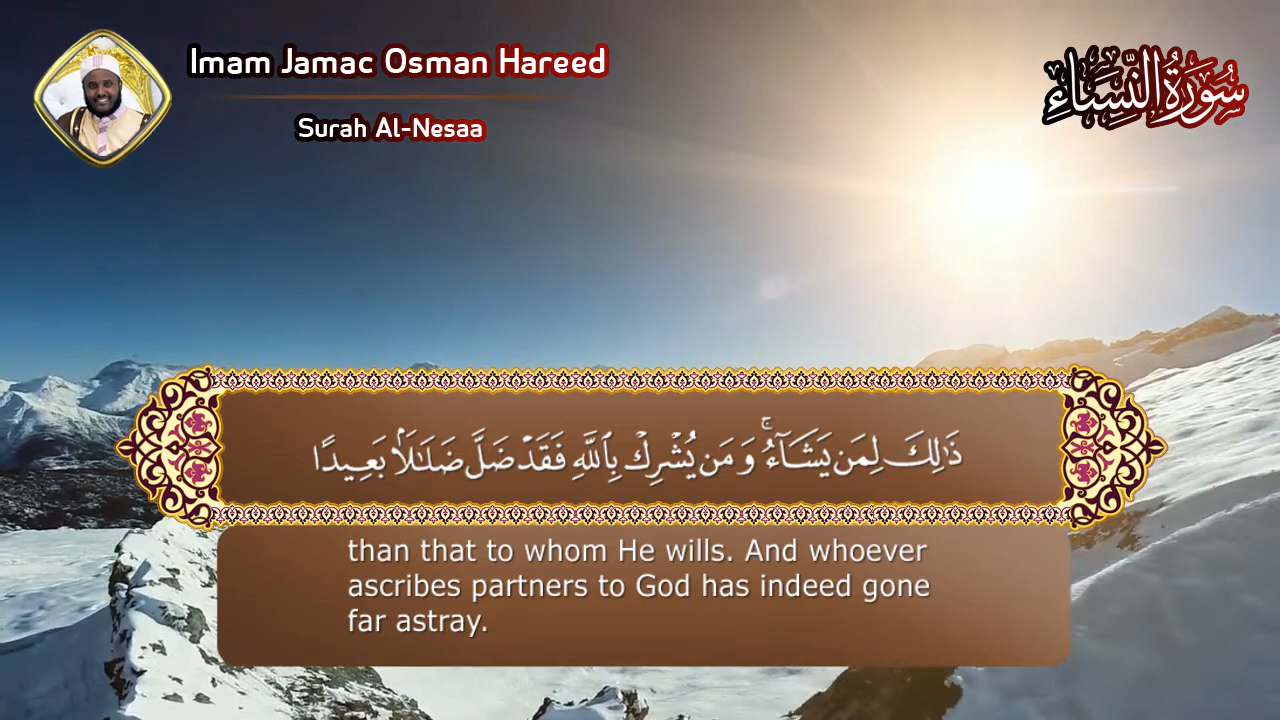 Imam Jamac Osman Hareed
Surah Al-Nesaa
سُورَةُ النِّسَاءِ
ذَٰلِكَ لِمَن يَشَآءُۚ وَمَن يُشْرِكْ بِٱللَّهِ فَقَدْ ضَلَّ ضَلَٰلَۢا بَعِيدًا
than that to whom He wills. And whoever
ascribes partners to God has indeed gone
far astray.